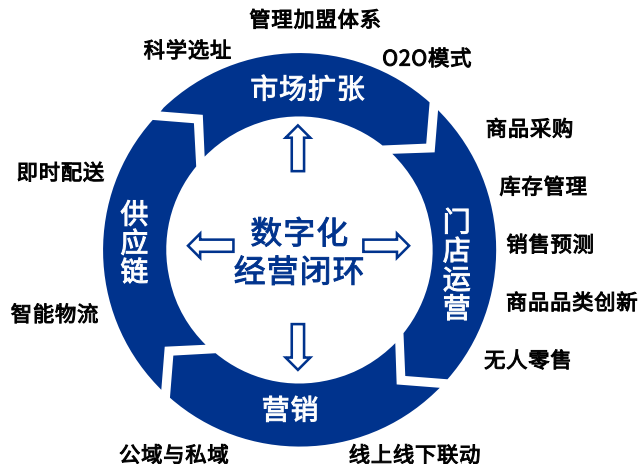 管理加盟体系
科学选址
O2O模式
市场扩张
商品采购
即时配送
库存管理
供应链
门店运营
数字化
经营闭环
销售预测
商品品类创新
智能物流
无人零售
营销
公域与私域
线上线下联动